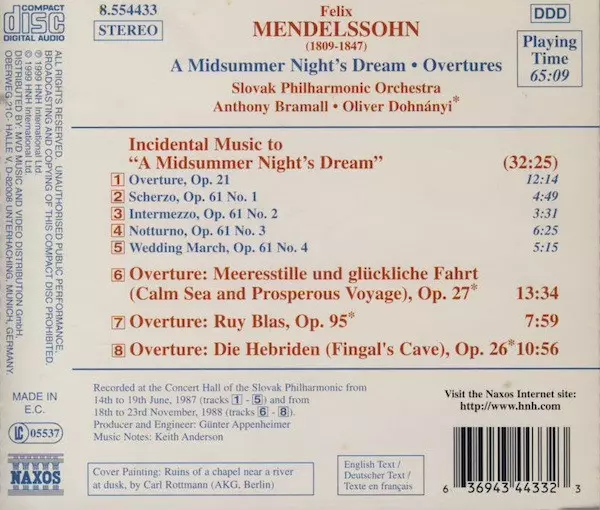 COMPACT
disc
DIGITAL AUDIO
8.554433
STEREO
Felix
MENDELSSOHN
(1809-1847)
A Midsummer Night's Dream • Overtures
Slovak Philharmonic Orchestra
Anthony Bramall • Oliver Dohnányi*
DDD
Playing
Time
65:09
Incidental Music to
"A Midsummer Night's Dream" (32:25)
1 Overture, Op. 21 12:14
2 Scherzo, Op. 61 No. 1 4:49
3 Intermezzo, Op. 61 No. 2 3:31
4 Notturno, Op. 61 No. 3 6:25
5 Wedding March, Op. 61 No. 4 5:15
6 Overture: Meeresstille und glückliche Fahrt
(Calm Sea and Prosperous Voyage), Op. 27* 13:34
7 Overture: Ruy Blas, Op. 95* 7:59
8 Overture: Die Hebriden (Fingal's Cave), Op. 26* 10:56
Recorded at the Concert Hall of the Slovak Philharmonic from
14th to 19th June, 1987 (tracks 1 - 5) and from
18th to 23rd November, 1988 (tracks 6 - 8).
Producer and Engineer: Günter Appenheimer
Music Notes: Keith Anderson
Cover Painting: Ruins of a chapel near a river
at dusk, by Carl Rottmann (AKG, Berlin)
English Text /
Deutscher Text /
Texte en français
Visit the Naxos Internet site:
http://www.hnh.com
6 36943 44332 3
ALL RIGHTS RESERVED. UNAUTHORISED PUBLIC PERFORMANCE,
BROADCASTING AND COPYING OF THIS COMPACT DISC PROHIBITED.
℗ 1999 HNH International Ltd.
© 1999 HNH International Ltd.
DISTRIBUTED BY: MVD MUSIC AND VIDEO DISTRIBUTION GmbH,
OBERWEG 21C- HALLE V, D-82008 UNTERHACHING, MUNICH, GERMANY.
MADE IN
E.C.
LC 05537
NAXOS